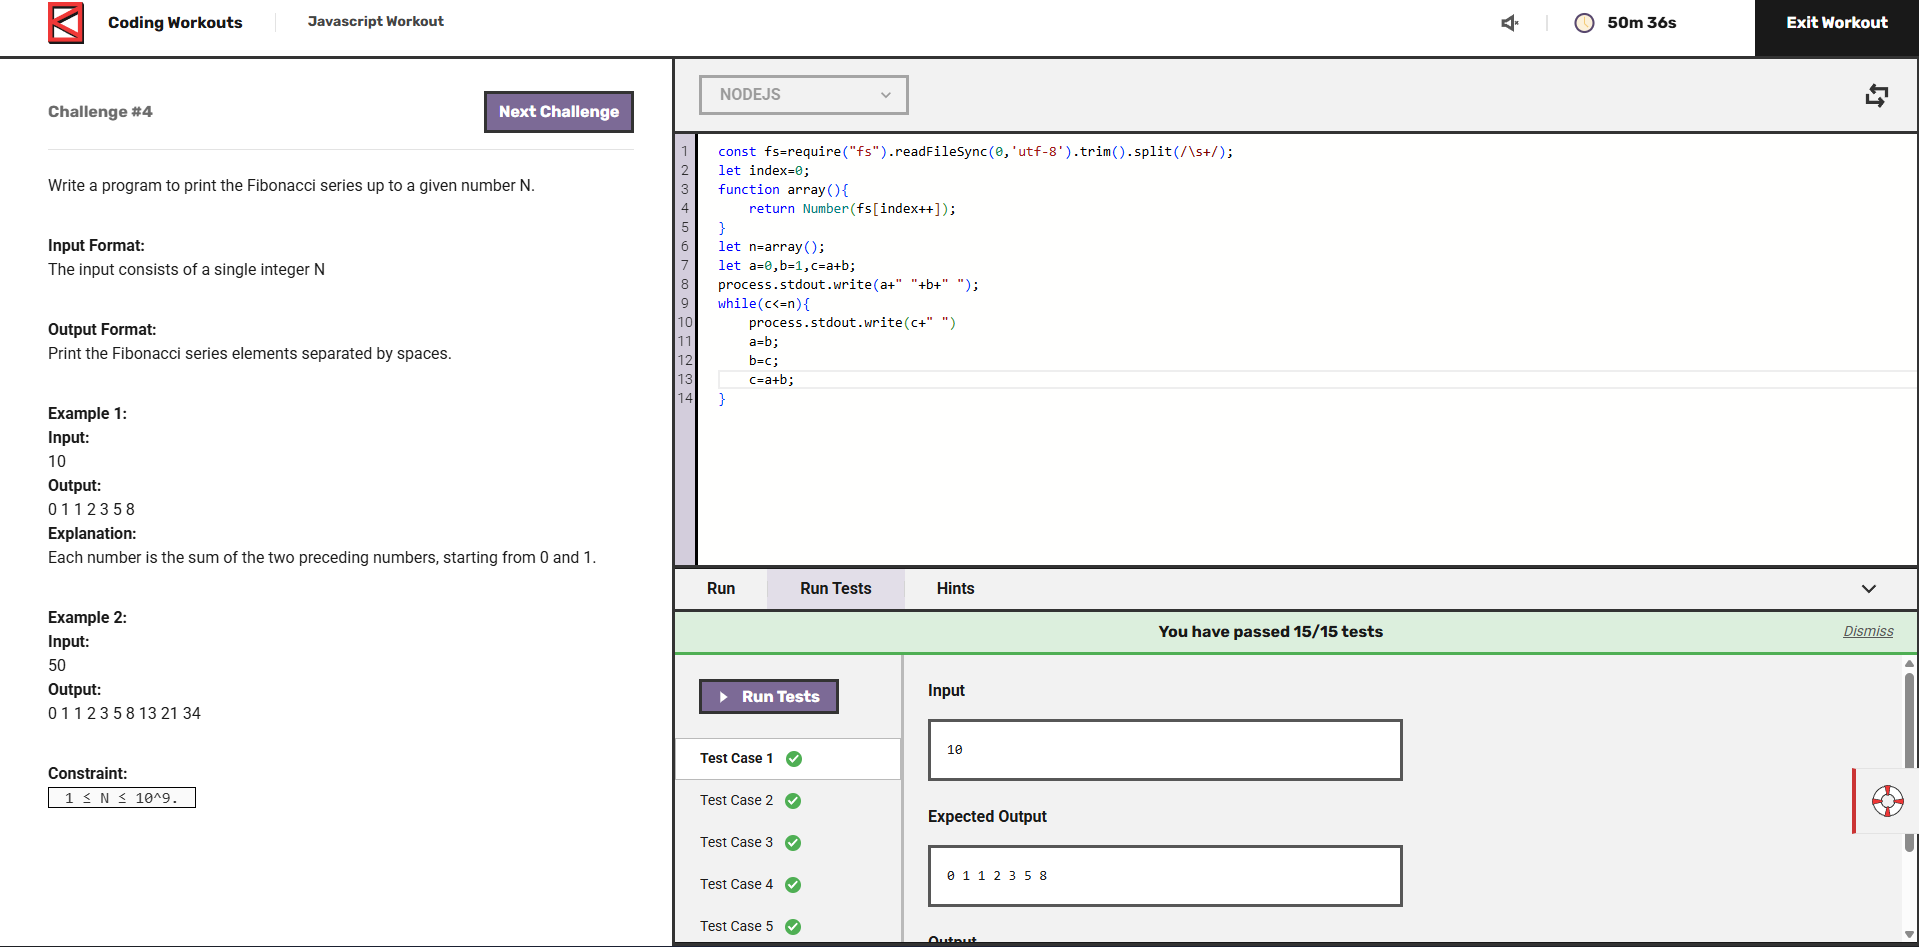 Coding Workouts
Javascript Workout
50m 36s
Exit Workout
Challenge #4
Next Challenge
Write a program to print the Fibonacci series up to a given number N.
Input Format:
The input consists of a single integer N
Output Format:
Print the Fibonacci series elements separated by spaces.
Example 1:
Input:
10
Output:
0 1 1 2 3 5 8
Explanation:
Each number is the sum of the two preceding numbers, starting from 0 and 1.
Example 2:
Input:
50
Output:
0 1 1 2 3 5 8 13 21 34
Constraint:
1 ≤ N ≤ 10^9.
NODEJS
1 const fs=require("fs").readFileSync(0,'utf-8').trim().split(/\s+/);
2 let index=0;
3 function array(){
4     return Number(fs[index++]);
5 }
6 let n=array();
7 let a=0,b=1,c=a+b;
8 process.stdout.write(a+" "+b+" ");
9 while(c<=n){
10     process.stdout.write(c+" ")
11     a=b;
12     b=c;
13     c=a+b;
14 }
Run
Run Tests
Hints
You have passed 15/15 tests
Dismiss
Run Tests
Test Case 1
Test Case 2
Test Case 3
Test Case 4
Test Case 5
Input
10
Expected Output
0 1 1 2 3 5 8
Output